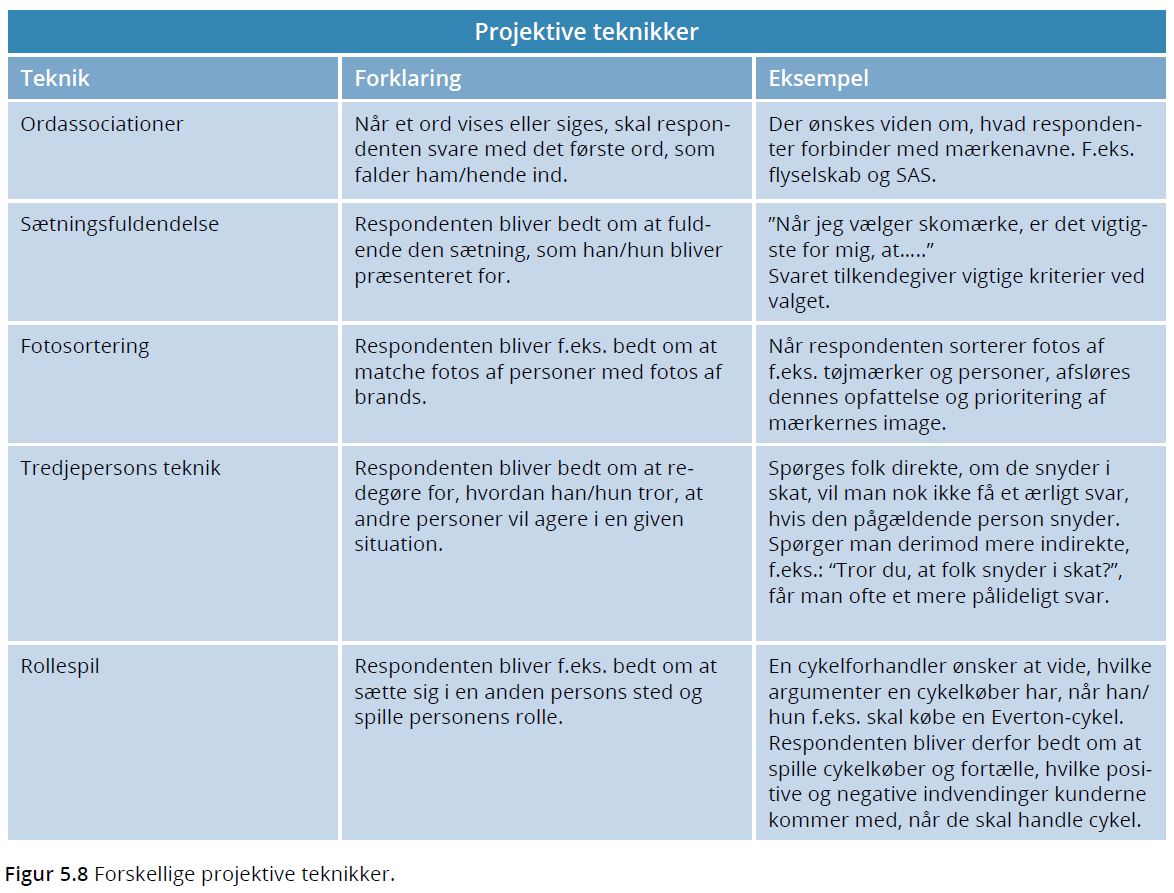 Projektive teknikker
Teknik
Forklaring
Eksempel
Ordassociationer
Når et ord vises eller siges, skal respon-
denten svare med det første ord, som
falder ham/hende ind.
Der ønskes viden om, hvad responden-
ter forbinder med mærkenavne. F.eks.
flyselskab og SAS.
Sætningsfuldendelse
Respondenten bliver bedt om at fuld-
ende den sætning, som han/hun bliver
præsenteret for.
”Når jeg vælger skomærke, er det vigtig-
ste for mig, at…..”
Svaret tilkendegiver vigtige kriterier ved
valget.
Fotosortering
Respondenten bliver f.eks. bedt om at
matche fotos af personer med fotos af
brands.
Når respondenten sorterer fotos af
f.eks. tøjmærker og personer, afsløres
dennes opfattelse og prioritering af
mærkernes image.
Tredjepersons teknik
Respondenten bliver bedt om at re-
degøre for, hvordan han/hun tror, at
andre personer vil agere i en given
situation.
Spørges folk direkte, om de snyder i
skat, vil man nok ikke få et ærligt svar,
hvis den pågældende person snyder.
Spørger man derimod mere indirekte,
f.eks.: “Tror du, at folk snyder i skat?”,
får man ofte et mere pålideligt svar.
Rollespil
Respondenten bliver f.eks. bedt om at
sætte sig i en anden persons sted og
spille personens rolle.
En cykelforhandler ønsker at vide, hvilke
argumenter en cykelkøber har, når han/
hun f.eks. skal købe en Everton-cykel.
Respondenten bliver derfor bedt om at
spille cykelkøber og fortælle, hvilke posi-
tive og negative indvendinger kunderne
kommer med, når de skal handle cykel.
Figur 5.8 Forskellige projektive teknikker.